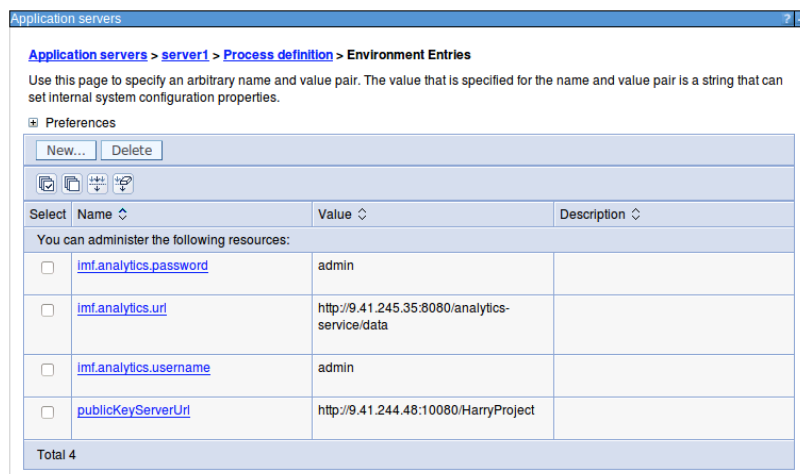 Application servers ? -
Application servers > server1 > Process definition > Environment Entries
Use this page to specify an arbitrary name and value pair. The value that is specified for the name and value pair is a string that can
set internal system configuration properties.
Preferences
New... Delete
Select Name Value Description
You can administer the following resources:
imf.analytics.password admin
imf.analytics.url http://9.41.245.35:8080/analytics-
service/data
imf.analytics.username admin
publicKeyServerUrl http://9.41.244.48:10080/HarryProject
Total 4